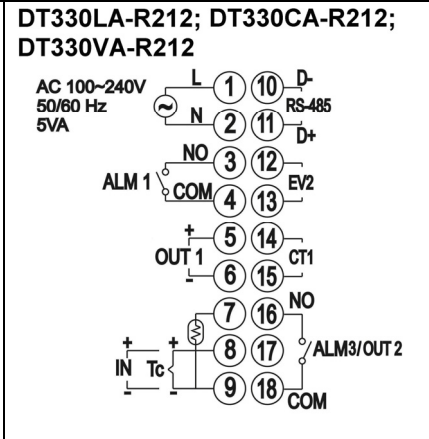 DT330LA-R212; DT330CA-R212;
DT330VA-R212
AC 100~240V
50/60 Hz
5VA
L 1 10 D-
RS-485
N 2 11 D+
NO 3 12
ALM 1 EV2
COM 4 13
+ 5 14
OUT 1 CT1
- 6 15
7 16 NO
+ + 8 17 ALM3/OUT 2
IN Tc
- - 9 18 COM